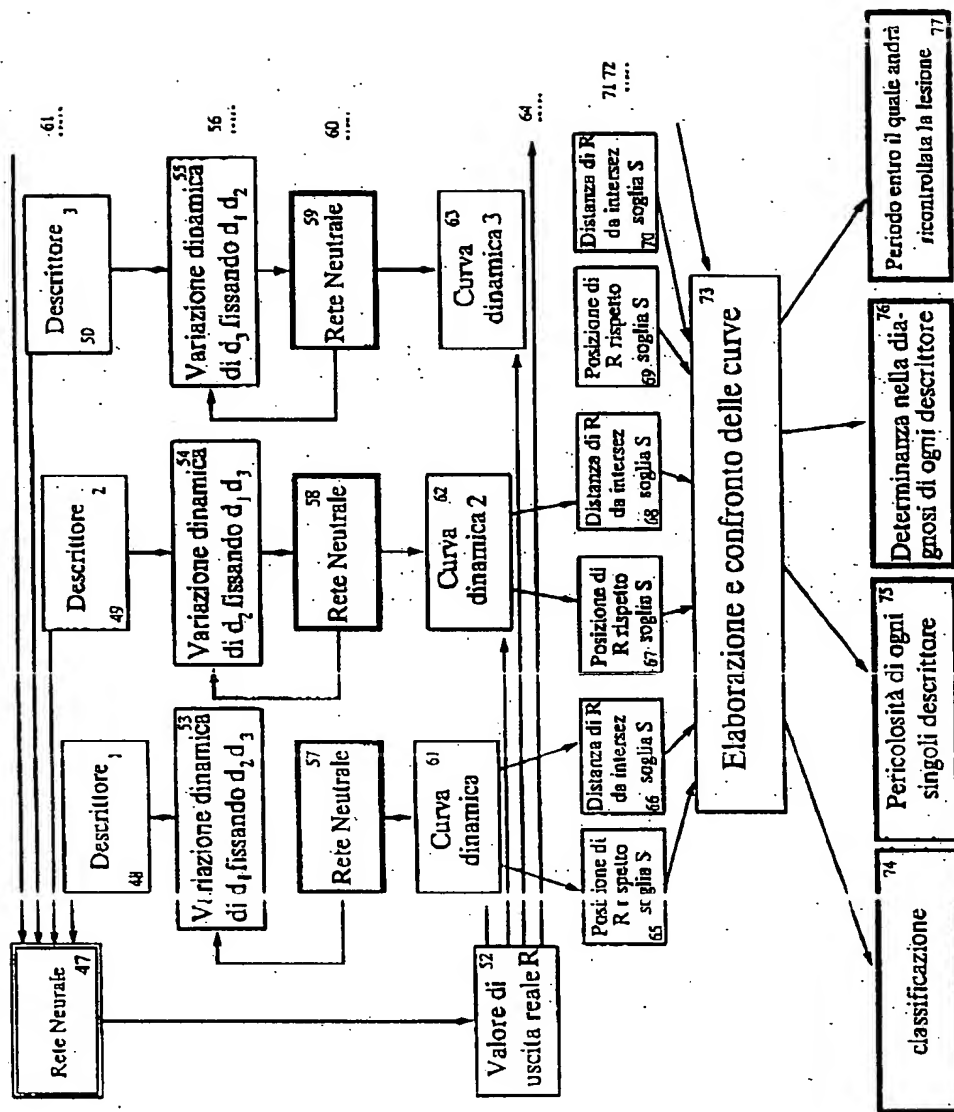 Rete Neurale
47
Descrittore
1
48
Descrittore
2
49
Descrittore
3
50
61
.....
Variazione dinamica
di d1 fissando d2 d3
53
Variazione dinamica
di d2 fissando d1 d3
54
Variazione dinamica
di d3 fissando d1 d2
55
56
.....
Rete Neutrale
57
Rete Neutrale
58
Rete Neutrale
59
60
.....
Valore di
uscita reale R
52
Curva
dinamica
61
Curva
dinamica 2
62
Curva
dinamica 3
63
64
.....
Posizione di
R rispetto
soglia S
65
Distanza di R
da intersez
soglia S
66
Posizione di
R rispetto
soglia S
67
Distanza di R
da intersez
soglia S
68
Posizione di
R rispetto
soglia S
69
Distanza di R
da intersez
soglia S
70
71 72
.....
Elaborazione e confronto delle curve
73
classificazione
74
Pericolosità di ogni
singoli descrittore
75
Determinanza nella dia-
gnosi di ogni descrittore
76
Periodo entro il quale andrà
ricontrollata la lesione
77